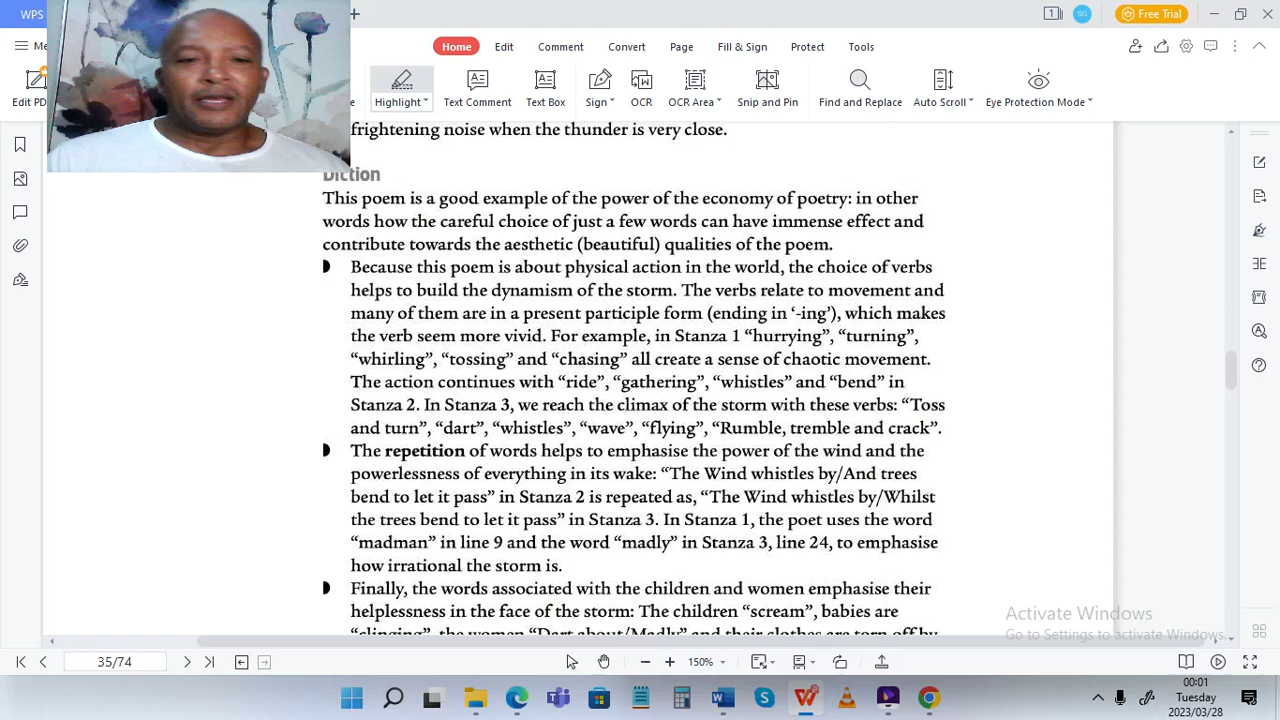 WPS
1
SG
Free Trial
Me
Home
Edit
Comment
Convert
Page
Fill & Sign
Protect
Tools
Edit PD
Highlight
Text Comment
Text Box
Sign
OCR
OCR Area
Snip and Pin
Find and Replace
Auto Scroll
Eye Protection Mode
frightening noise when the thunder is very close.
Diction
This poem is a good example of the power of the economy of poetry: in other
words how the careful choice of just a few words can have immense effect and
contribute towards the aesthetic (beautiful) qualities of the poem.
Because this poem is about physical action in the world, the choice of verbs
helps to build the dynamism of the storm. The verbs relate to movement and
many of them are in a present participle form (ending in ‘-ing’), which makes
the verb seem more vivid. For example, in Stanza 1 “hurrying”, “turning”,
“whirling”, “tossing” and “chasing” all create a sense of chaotic movement.
The action continues with “ride”, “gathering”, “whistles” and “bend” in
Stanza 2. In Stanza 3, we reach the climax of the storm with these verbs: “Toss
and turn”, “dart”, “whistles”, “wave”, “flying”, “Rumble, tremble and crack”.
The repetition of words helps to emphasise the power of the wind and the
powerlessness of everything in its wake: “The Wind whistles by/And trees
bend to let it pass” in Stanza 2 is repeated as, “The Wind whistles by/Whilst
the trees bend to let it pass” in Stanza 3. In Stanza 1, the poet uses the word
“madman” in line 9 and the word “madly” in Stanza 3, line 24, to emphasise
how irrational the storm is.
Finally, the words associated with the children and women emphasise their
helplessness in the face of the storm: The children “scream”, babies are
“clinging”, the women “Dart about/Madly” and their clothes are torn off by
Activate Windows
Go to Settings to activate Windows.
35/74
150%
00:01
Tuesday
2023/03/28